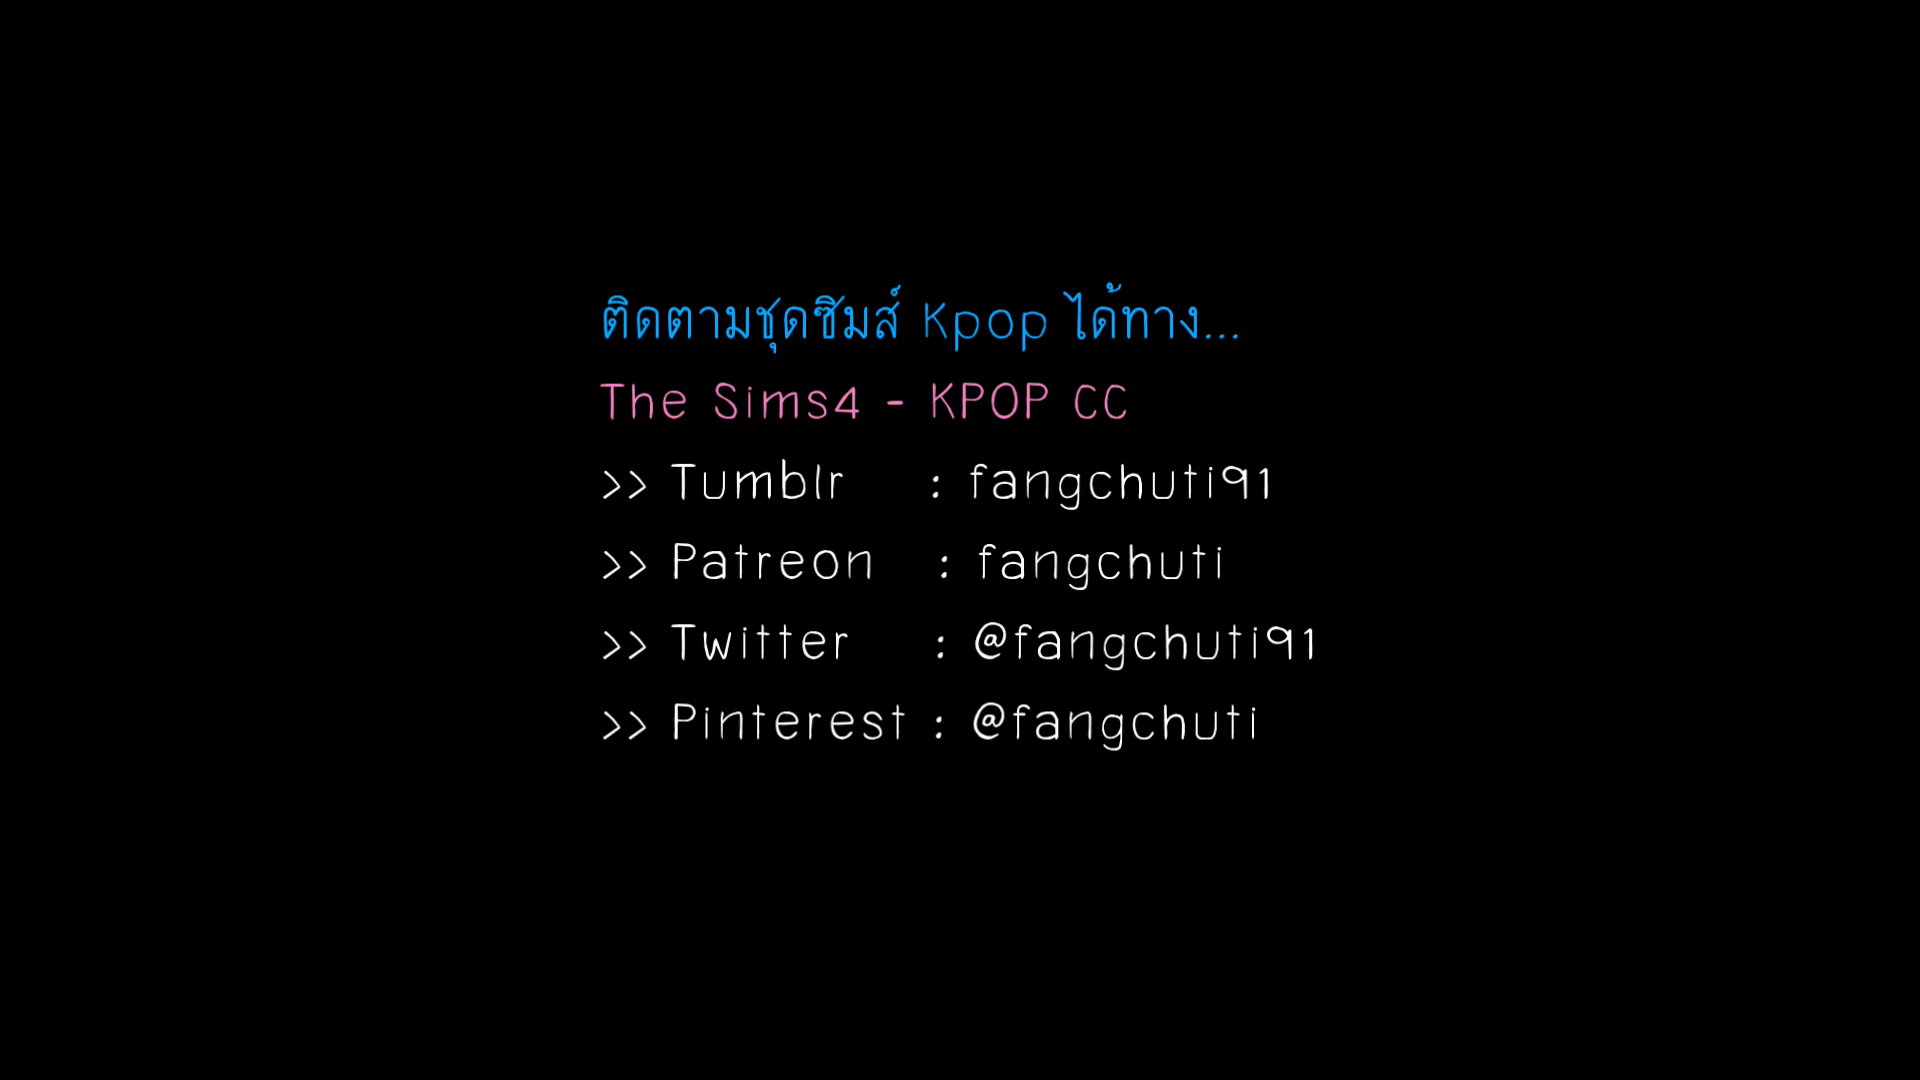 ติดตามชุดซิมส์ Kpop ได้ทาง...
The Sims4 - KPOP CC
>> Tumblr : fangchuti91
>> Patreon : fangchuti
>> Twitter : @fangchuti91
>> Pinterest : @fangchuti